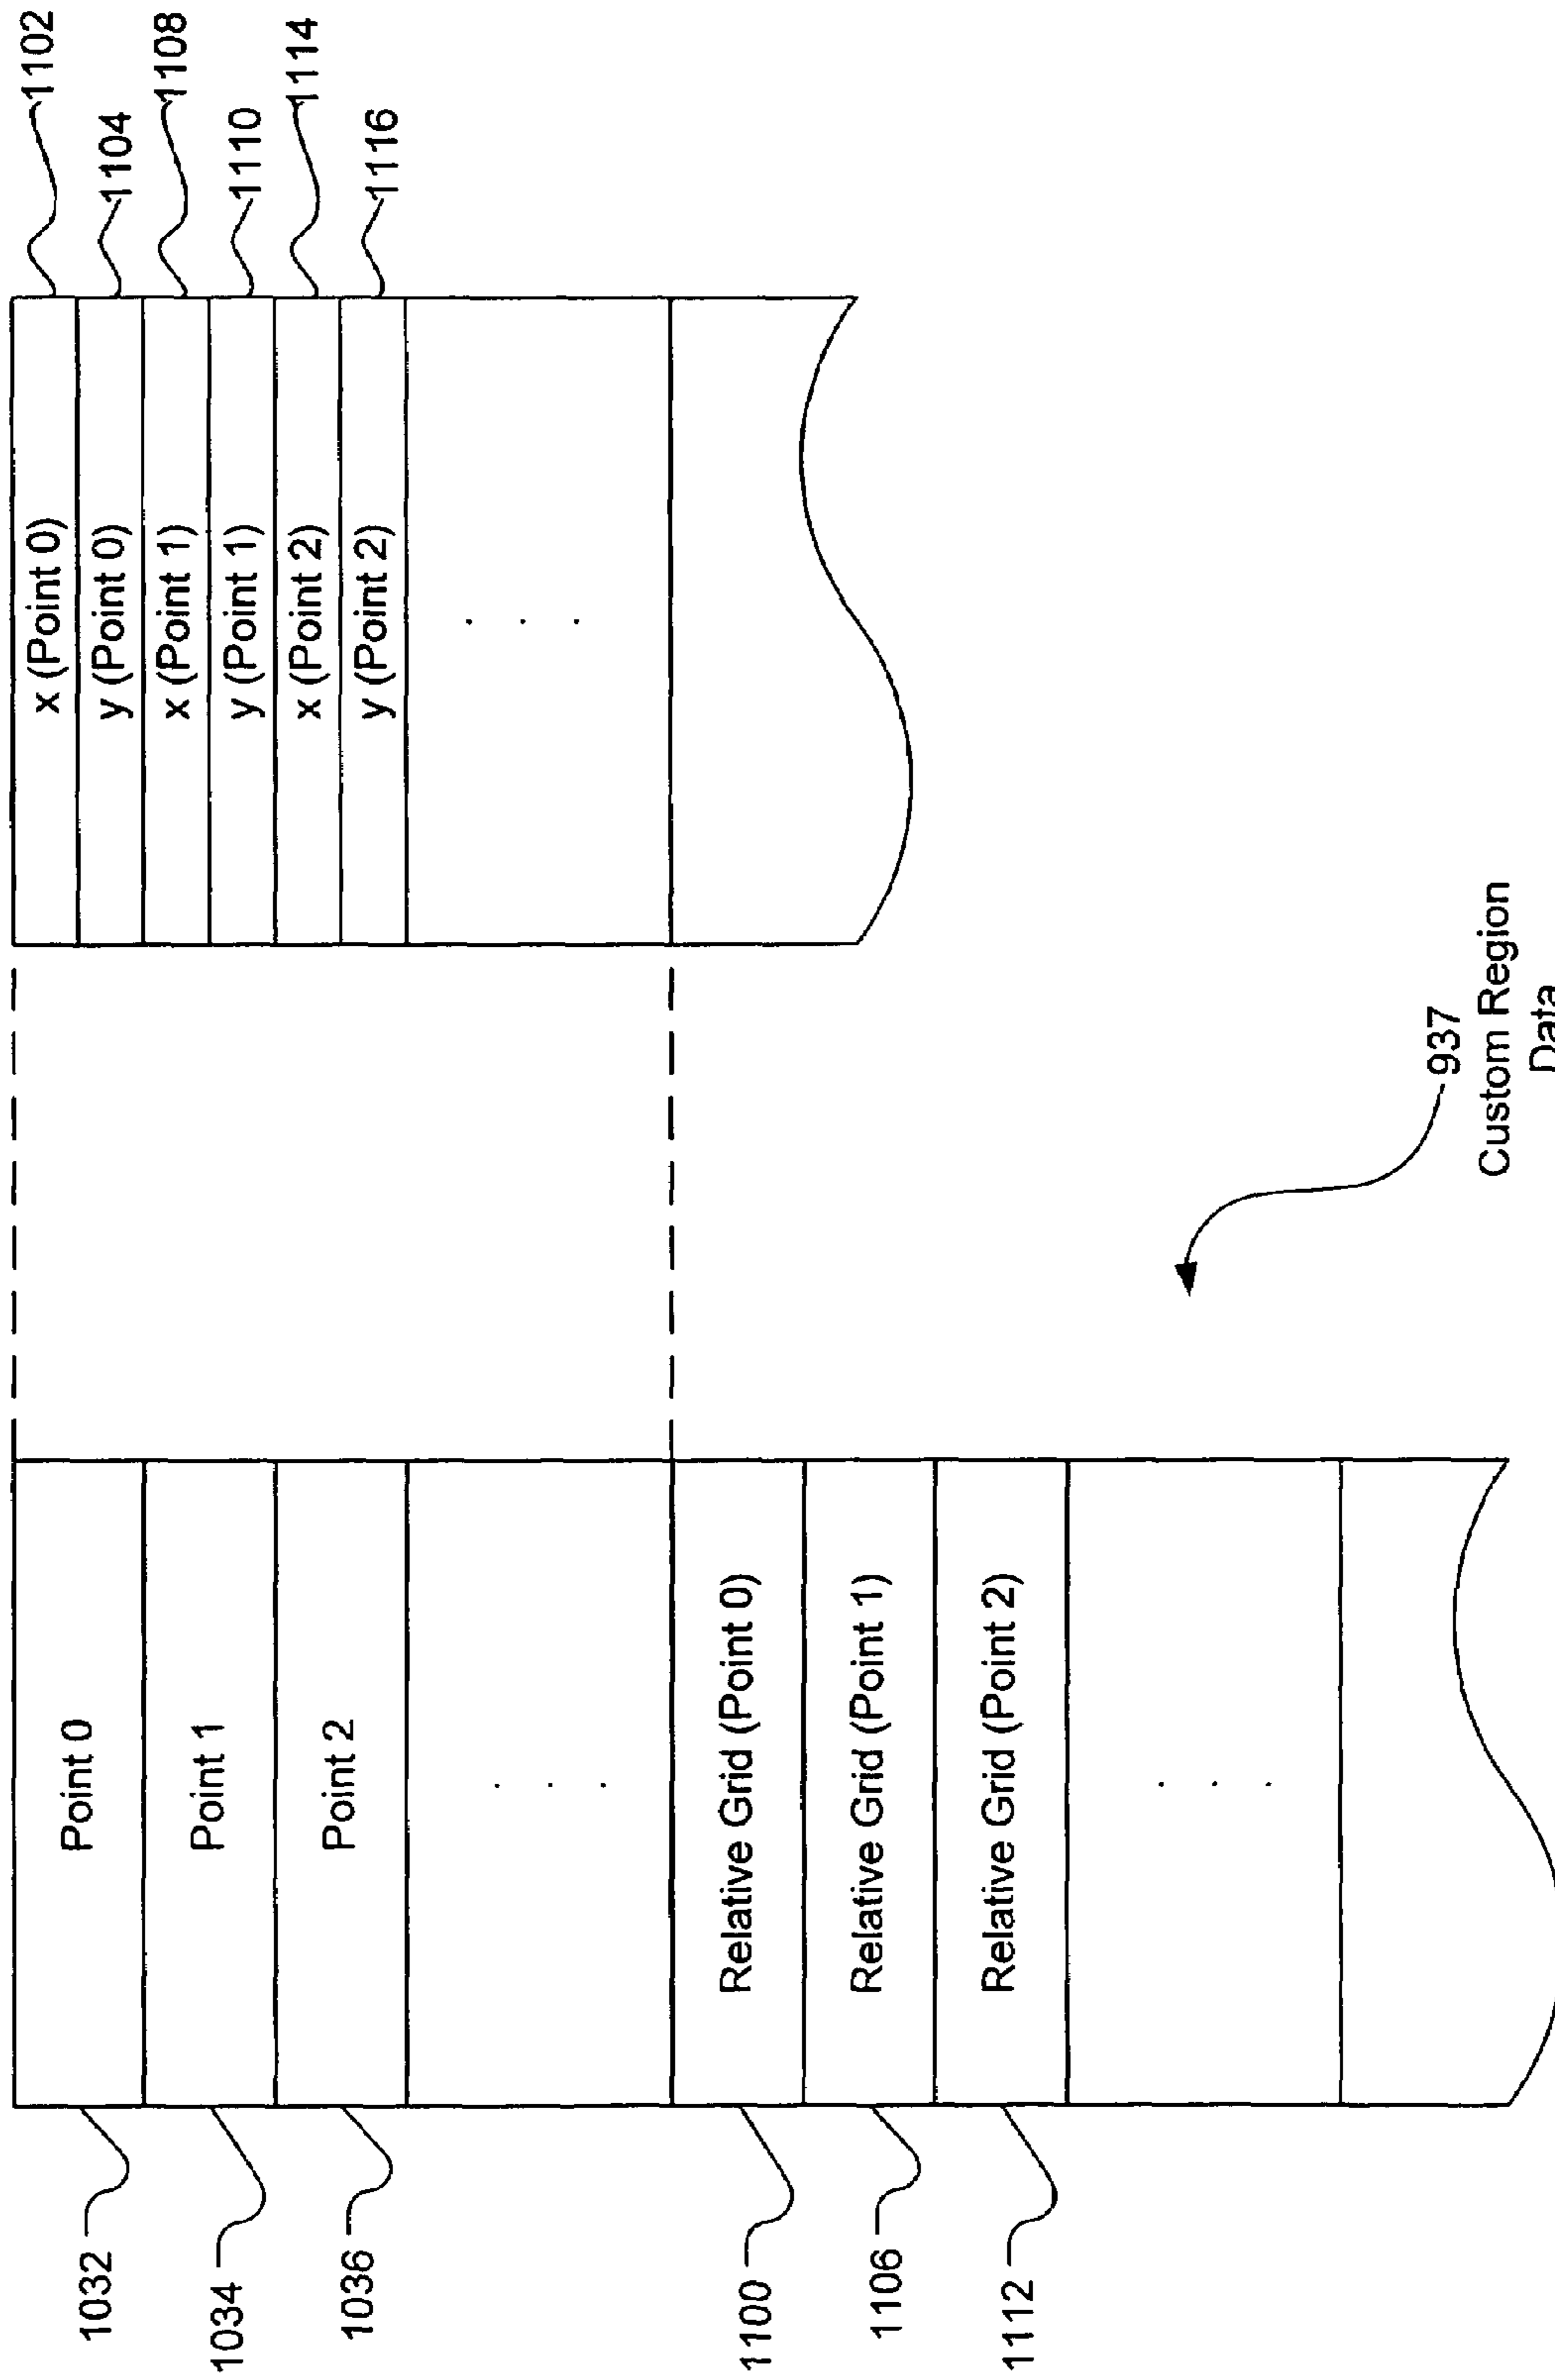 1032
Point 0
1034
Point 1
1036
Point 2
. . .
1100
Relative Grid (Point 0)
1106
Relative Grid (Point 1)
1112
Relative Grid (Point 2)
. . .
x (Point 0)
1102
y (Point 0)
1104
x (Point 1)
1108
y (Point 1)
1110
x (Point 2)
1114
y (Point 2)
1116
. . .
937
Custom Region
Data